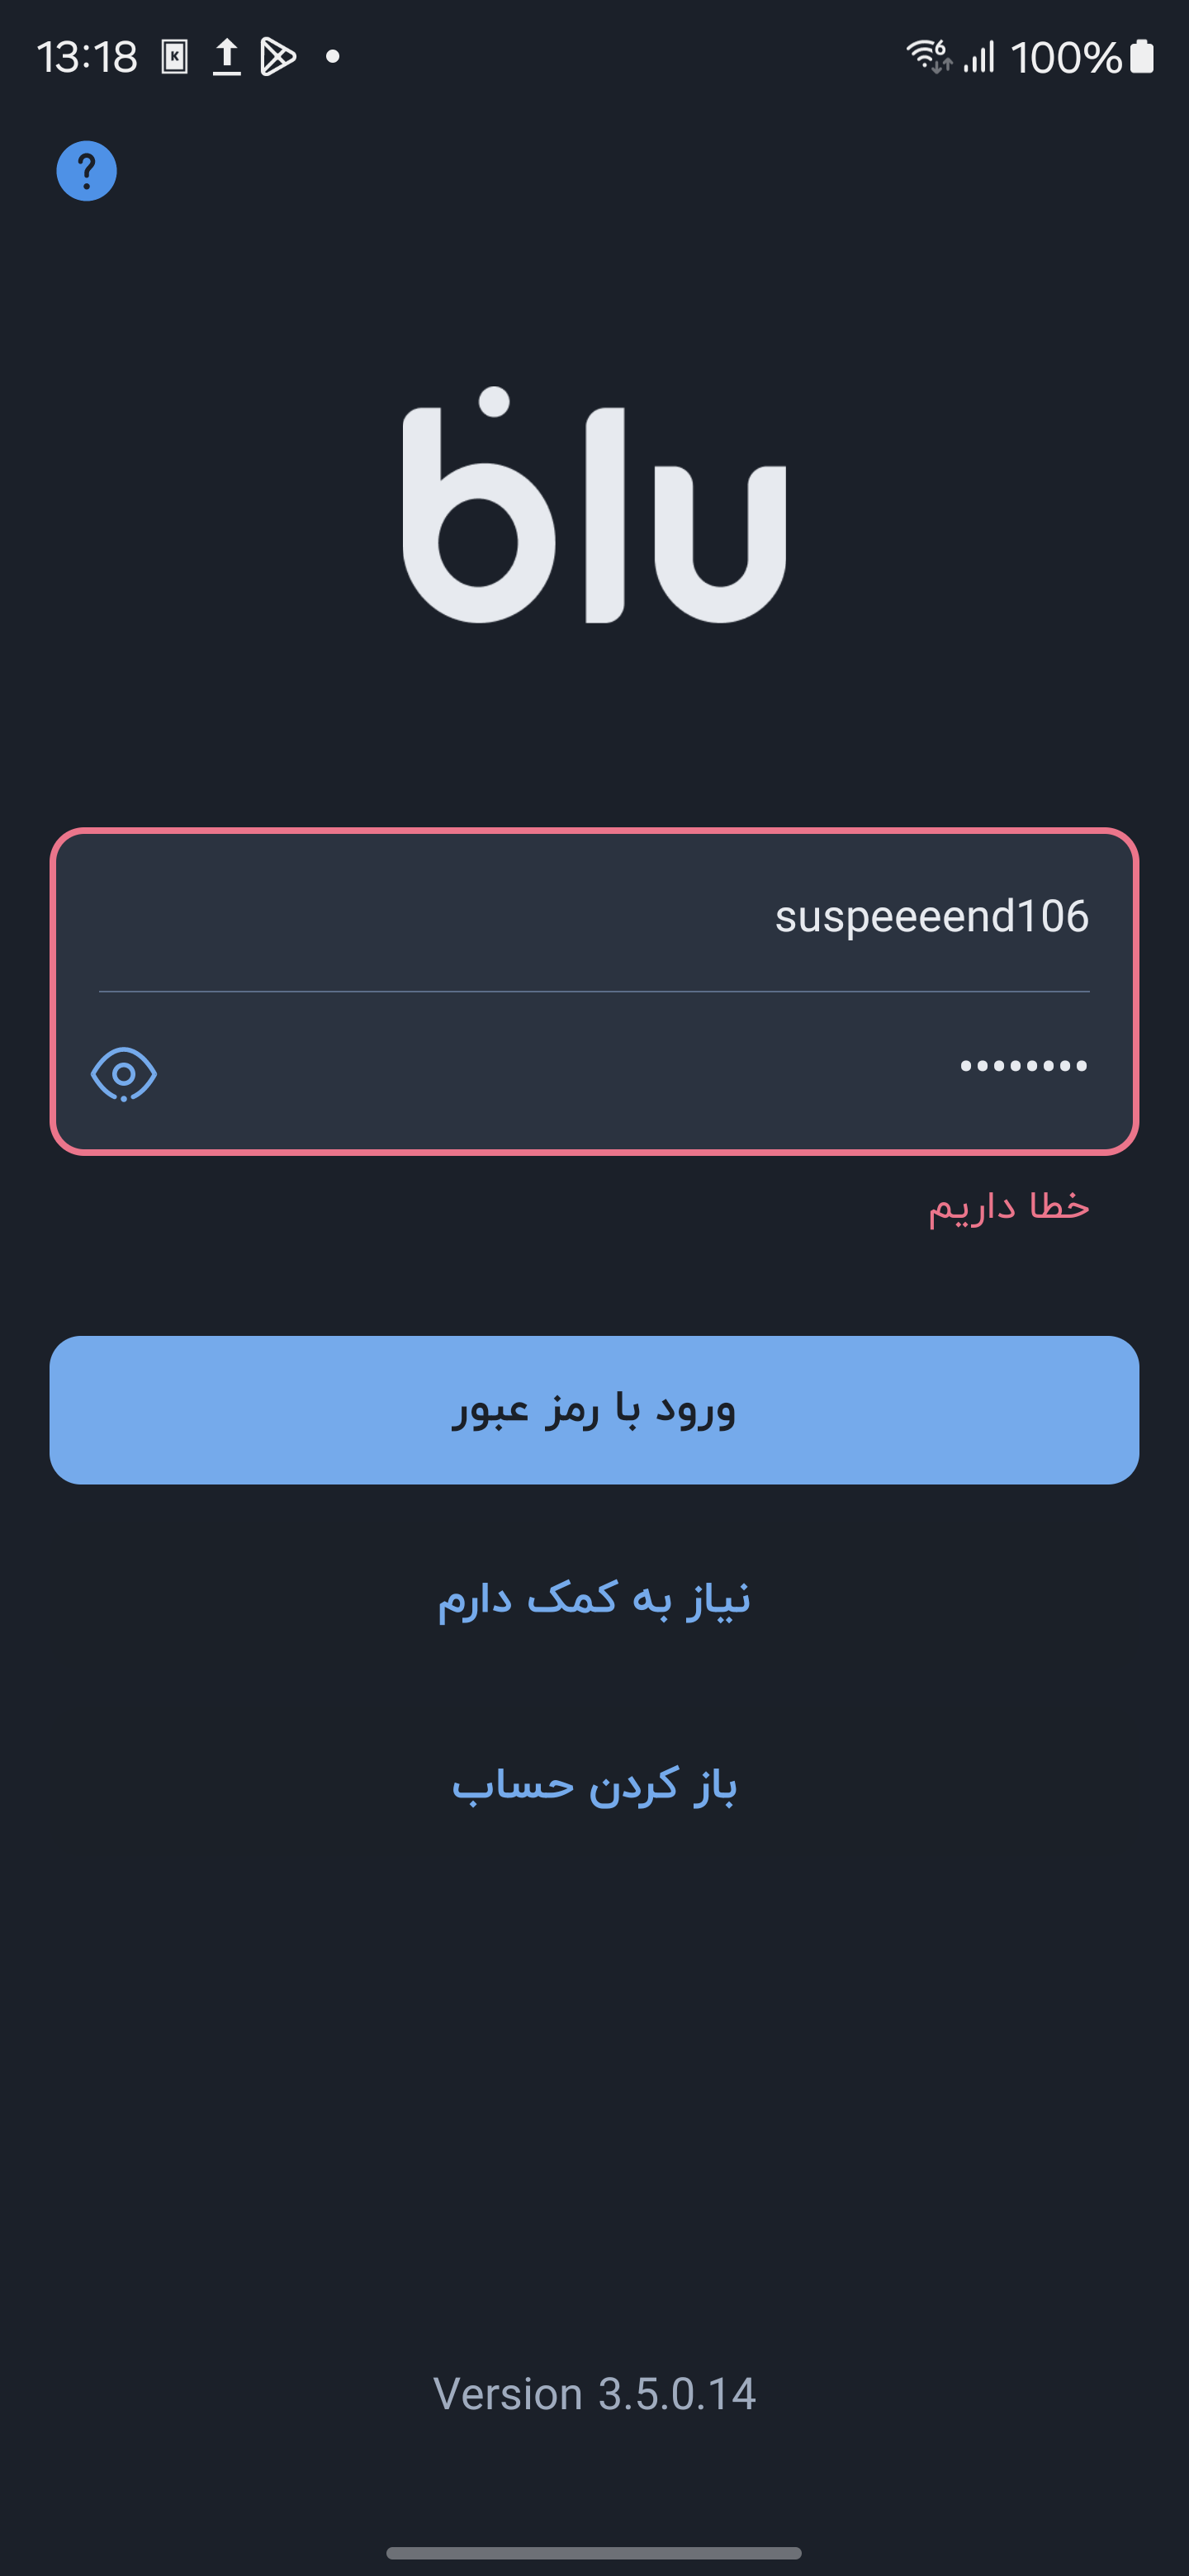 13:18
100%
blu
suspeeeend106
••••••••
خطا داریم
ورود با رمز عبور
نیاز به کمک دارم
باز کردن حساب
Version 3.5.0.14